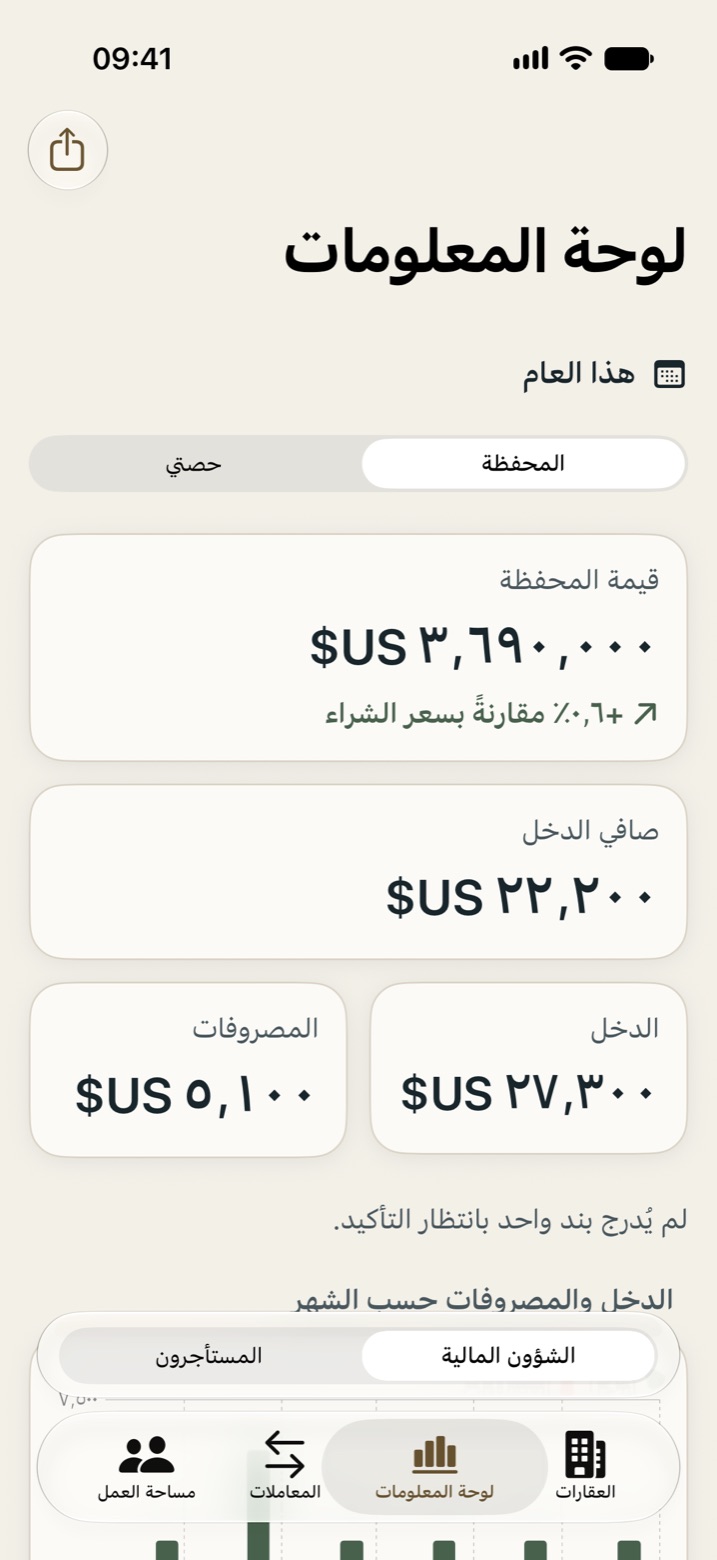 09:41
لوحة المعلومات
هذا العام
المحفظة
حصتي
قيمة المحفظة
٣,٦٩٠,٠٠٠ US$
+٠,٦٪ مقارنةً بسعر الشراء
صافي الدخل
٢٢,٢٠٠ US$
الدخل
٢٧,٣٠٠ US$
المصروفات
٥,١٠٠ US$
لم يُدرج بند واحد بانتظار التأكيد.
الدخل والمصروفات حسب الشهر
الشؤون المالية
المستأجرون
٧,٥٠٠
العقارات
لوحة المعلومات
المعاملات
مساحة العمل